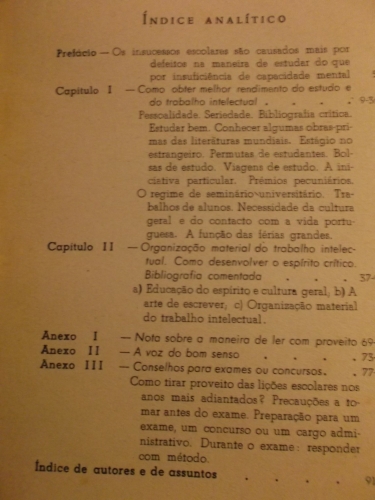 ÍNDICE ANALÍTICO
Prefácio — Os insucessos escolares são causados mais por
defeitos na maneira de estudar do que
por insuficiência de capacidade mental
Capítulo I — Como obter melhor rendimento do estudo e
do trabalho intelectual . . . . 9-3
Pessoalidade. Seriedade. Bibliografia crítica.
Estudar bem. Conhecer algumas obras-pri-
mas das literaturas mundiais. Estágio no
estrangeiro. Permutas de estudantes. Bol-
sas de estudo. Viagens de estudo. A ini-
ciativa particular. Prémios pecuniários.
O regime de seminário-universitário. Tra-
balhos de alunos. Necessidade da cultura
geral e do contacto com a vida portu-
guesa. A função das férias grandes.
Capítulo II — Organização material do trabalho intelec-
tual. Como desenvolver o espírito crítico.
Bibliografia comentada . . . 37-
a) Educação do espírito e cultura geral; b) A
arte de escrever; c) Organização material
do trabalho intelectual.
Anexo I — Nota sobre a maneira de ler com proveito 69-
Anexo II — A voz do bom senso . . . . 73-
Anexo III — Conselhos para exames ou concursos. . 77-
Como tirar proveito das lições escolares nos
anos mais adiantados? Precauções a to-
mar antes do exame. Preparação para um
exame, um concurso ou um cargo admi-
nistrativo. Durante o exame: responder
com método.
Índice de autores e de assuntos . . . . 91